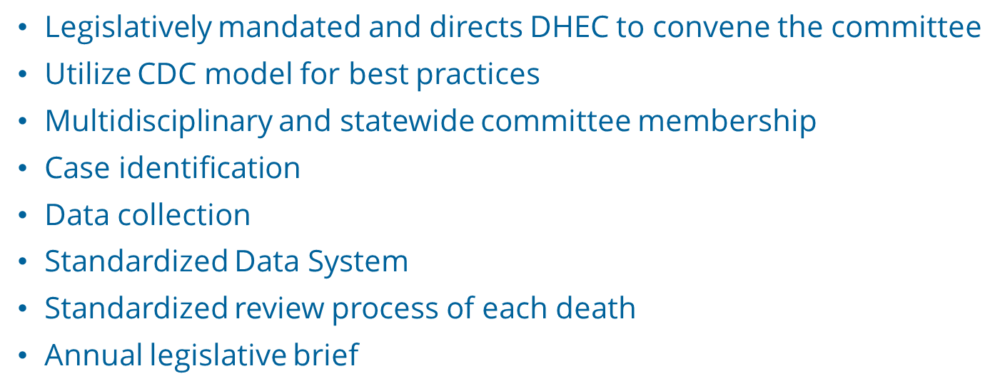 • Legislatively mandated and directs DHEC to convene the committee
• Utilize CDC model for best practices
• Multidisciplinary and statewide committee membership
• Case identification
• Data collection
• Standardized Data System
• Standardized review process of each death
• Annual legislative brief